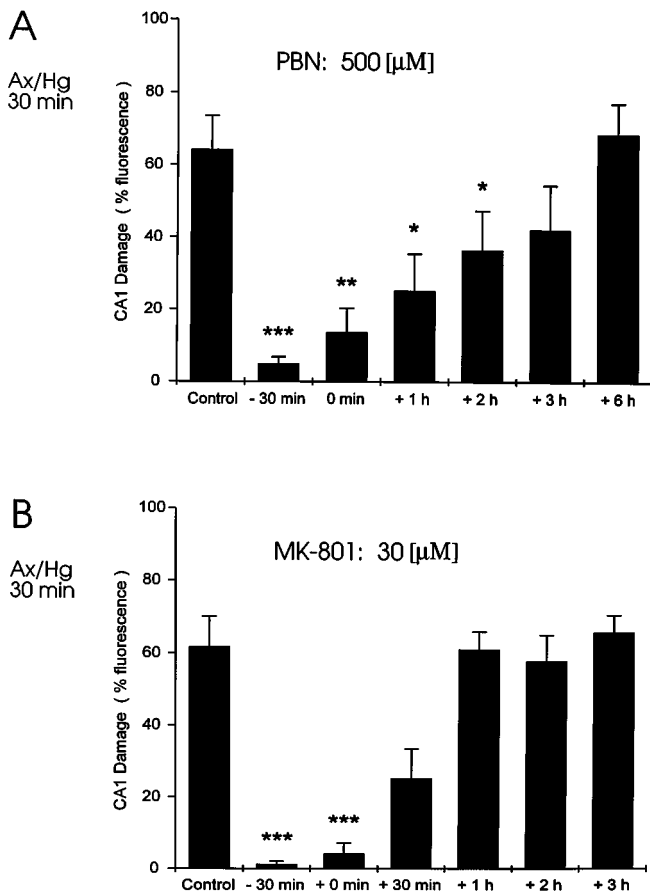 A
PBN: 500 [µM]
Ax/Hg
30 min
CA1 Damage ( % fluorescence )
100
80
60
40
20
0
***
**
*
*
Control - 30 min 0 min + 1 h + 2 h + 3 h + 6 h
B
MK-801: 30 [µM]
Ax/Hg
30 min
CA1 Damage ( % fluorescence )
100
80
60
40
20
0
***
***
Control - 30 min + 0 min + 30 min + 1 h + 2 h + 3 h